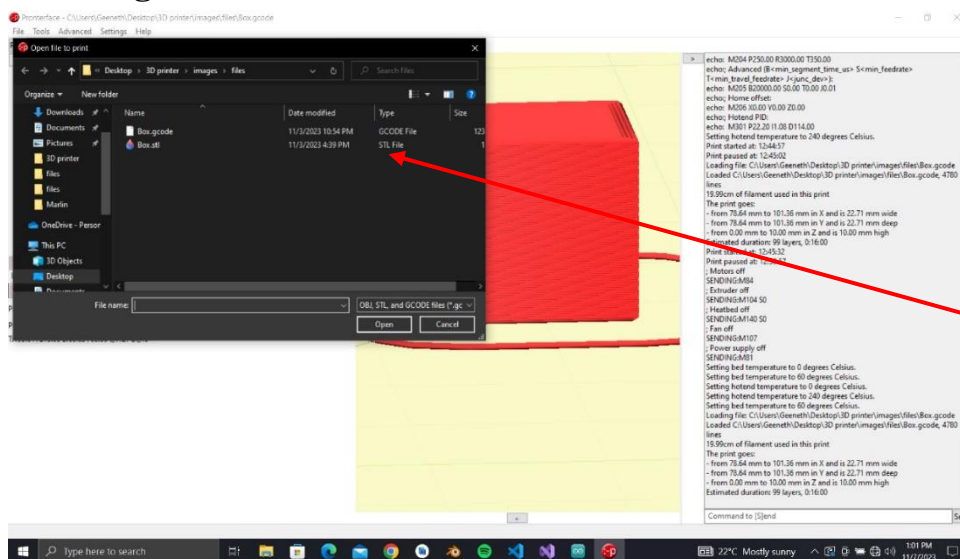 Pronterface - C:\Users\Geeneth\Desktop\3D printer\images\files\Box.gcode
File Tools Advanced Settings Help
Open file to print
Desktop › 3D printer › images › files
Search files
Organize New folder
Downloads
Documents
Pictures
3D printer
files
files
Marlin
OneDrive - Person
This PC
3D Objects
Desktop
Documents
Name Date modified Type Size
Box.gcode 11/3/2023 10:54 PM GCODE File 123
Box.stl 11/3/2023 4:39 PM STL File 1
File name: OBJ, STL, and GCODE files (*.gc
Open Cancel
echo: M204 P250.00 R3000.00 T350.00
echo:; Advanced (B<min_segment_time_us> S<min_feedrate>
T<min_travel_feedrate> J<junc_dev>):
echo: M205 B20000.00 S0.00 T0.00 J0.01
echo:; Home offset:
echo: M206 X0.00 Y0.00 Z0.00
echo:; Hotend PID:
echo: M301 P22.20 I1.08 D114.00
Setting hotend temperature to 240 degrees Celsius.
Print started at: 12:44:57
Print paused at: 12:45:02
Loading file: C:\Users\Geeneth\Desktop\3D printer\images\files\Box.gcode
Loaded C:\Users\Geeneth\Desktop\3D printer\images\files\Box.gcode, 4780
lines
19.99cm of filament used in this print
The print goes:
- from 78.64 mm to 101.36 mm in X and is 22.71 mm wide
- from 78.64 mm to 101.36 mm in Y and is 22.71 mm deep
- from 0.00 mm to 10.00 mm in Z and is 10.00 mm high
Estimated duration: 99 layers, 0:16:00
Print started at: 12:45:32
Print paused at:
; Motors off
SENDING:M84
; Extruder off
SENDING:M104 S0
; Heatbed off
SENDING:M140 S0
; Fan off
SENDING:M107
; Power supply off
SENDING:M81
Setting bed temperature to 0 degrees Celsius.
Setting bed temperature to 60 degrees Celsius.
Setting hotend temperature to 0 degrees Celsius.
Setting hotend temperature to 240 degrees Celsius.
Setting bed temperature to 60 degrees Celsius.
Loading file: C:\Users\Geeneth\Desktop\3D printer\images\files\Box.gcode
Loaded C:\Users\Geeneth\Desktop\3D printer\images\files\Box.gcode, 4780
lines
19.99cm of filament used in this print
The print goes:
- from 78.64 mm to 101.36 mm in X and is 22.71 mm wide
- from 78.64 mm to 101.36 mm in Y and is 22.71 mm deep
- from 0.00 mm to 10.00 mm in Z and is 10.00 mm high
Estimated duration: 99 layers, 0:16:00
Command to [S]end Se
Type here to search
22°C Mostly sunny
1:01 PM
11/7/2023